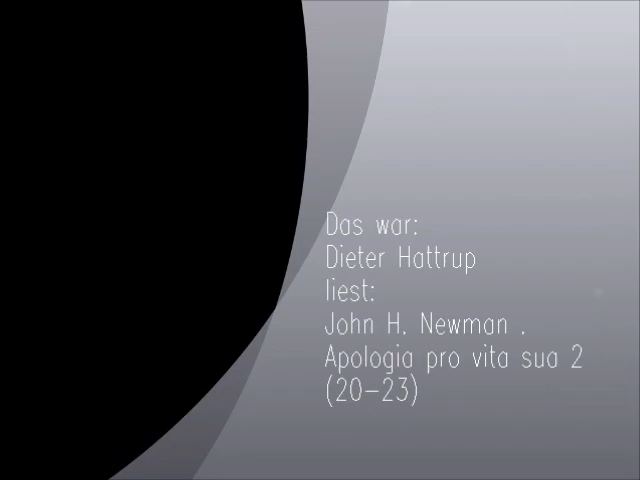 Das war:
Dieter Hattrup
liest:
John H. Newman .
Apologia pro vita sua 2
(20-23)